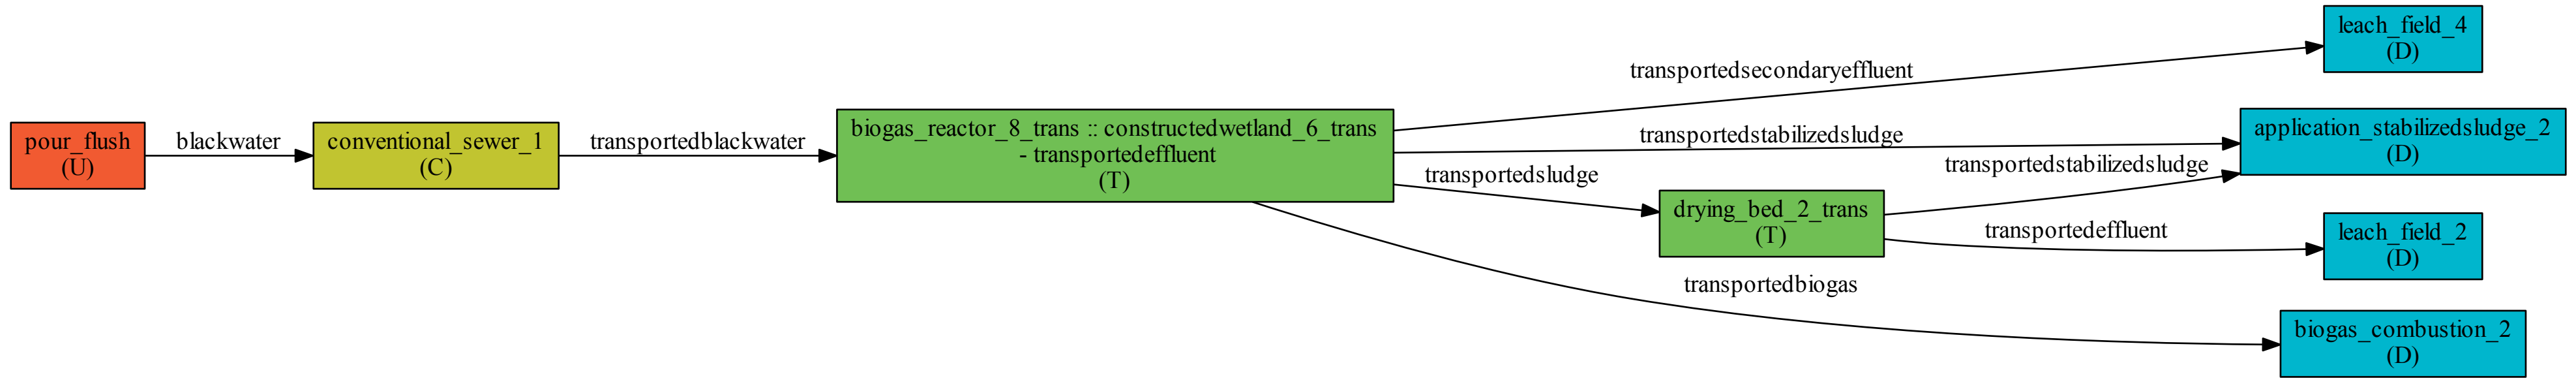 pour_flush
(U)
blackwater
conventional_sewer_1
(C)
transportedblackwater
biogas_reactor_8_trans :: constructedwetland_6_trans
- transportedeffluent
(T)
transportedsecondaryeffluent
transportedstabilizedsludge
transportedsludge
transportedbiogas
drying_bed_2_trans
(T)
transportedstabilizedsludge
transportedeffluent
leach_field_4
(D)
application_stabilizedsludge_2
(D)
leach_field_2
(D)
biogas_combustion_2
(D)